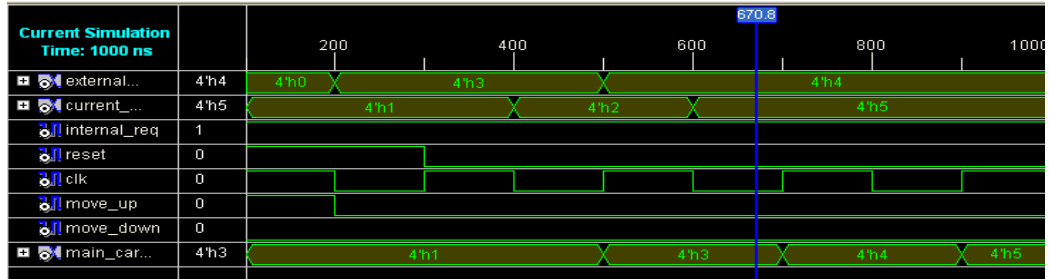 670.8
Current Simulation
Time: 1000 ns
200 400 600 800 1000
external... 4'h4 4'h0 4'h3 4'h4
current_... 4'h5 4'h1 4'h2 4'h5
internal_req 1
reset 0
clk 0
move_up 0
move_down 0
main_car... 4'h3 4'h1 4'h3 4'h4 4'h5